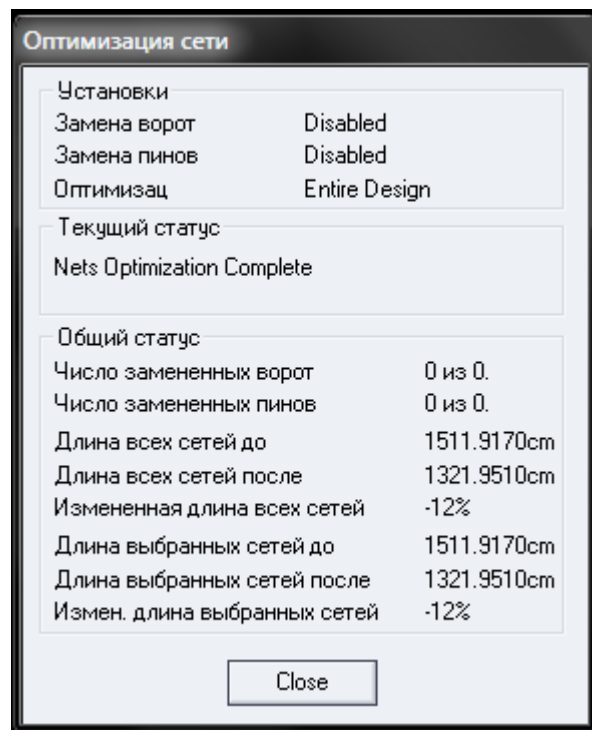 Оптимизация сети
Установки
Замена ворот Disabled
Замена пинов Disabled
Оптимизац Entire Design
Текущий статус
Nets Optimization Complete
Общий статус
Число замененных ворот 0 из 0.
Число замененных пинов 0 из 0.
Длина всех сетей до 1511.9170cm
Длина всех сетей после 1321.9510cm
Измененная длина всех сетей -12%
Длина выбранных сетей до 1511.9170cm
Длина выбранных сетей после 1321.9510cm
Измен. длина выбранных сетей -12%
Close